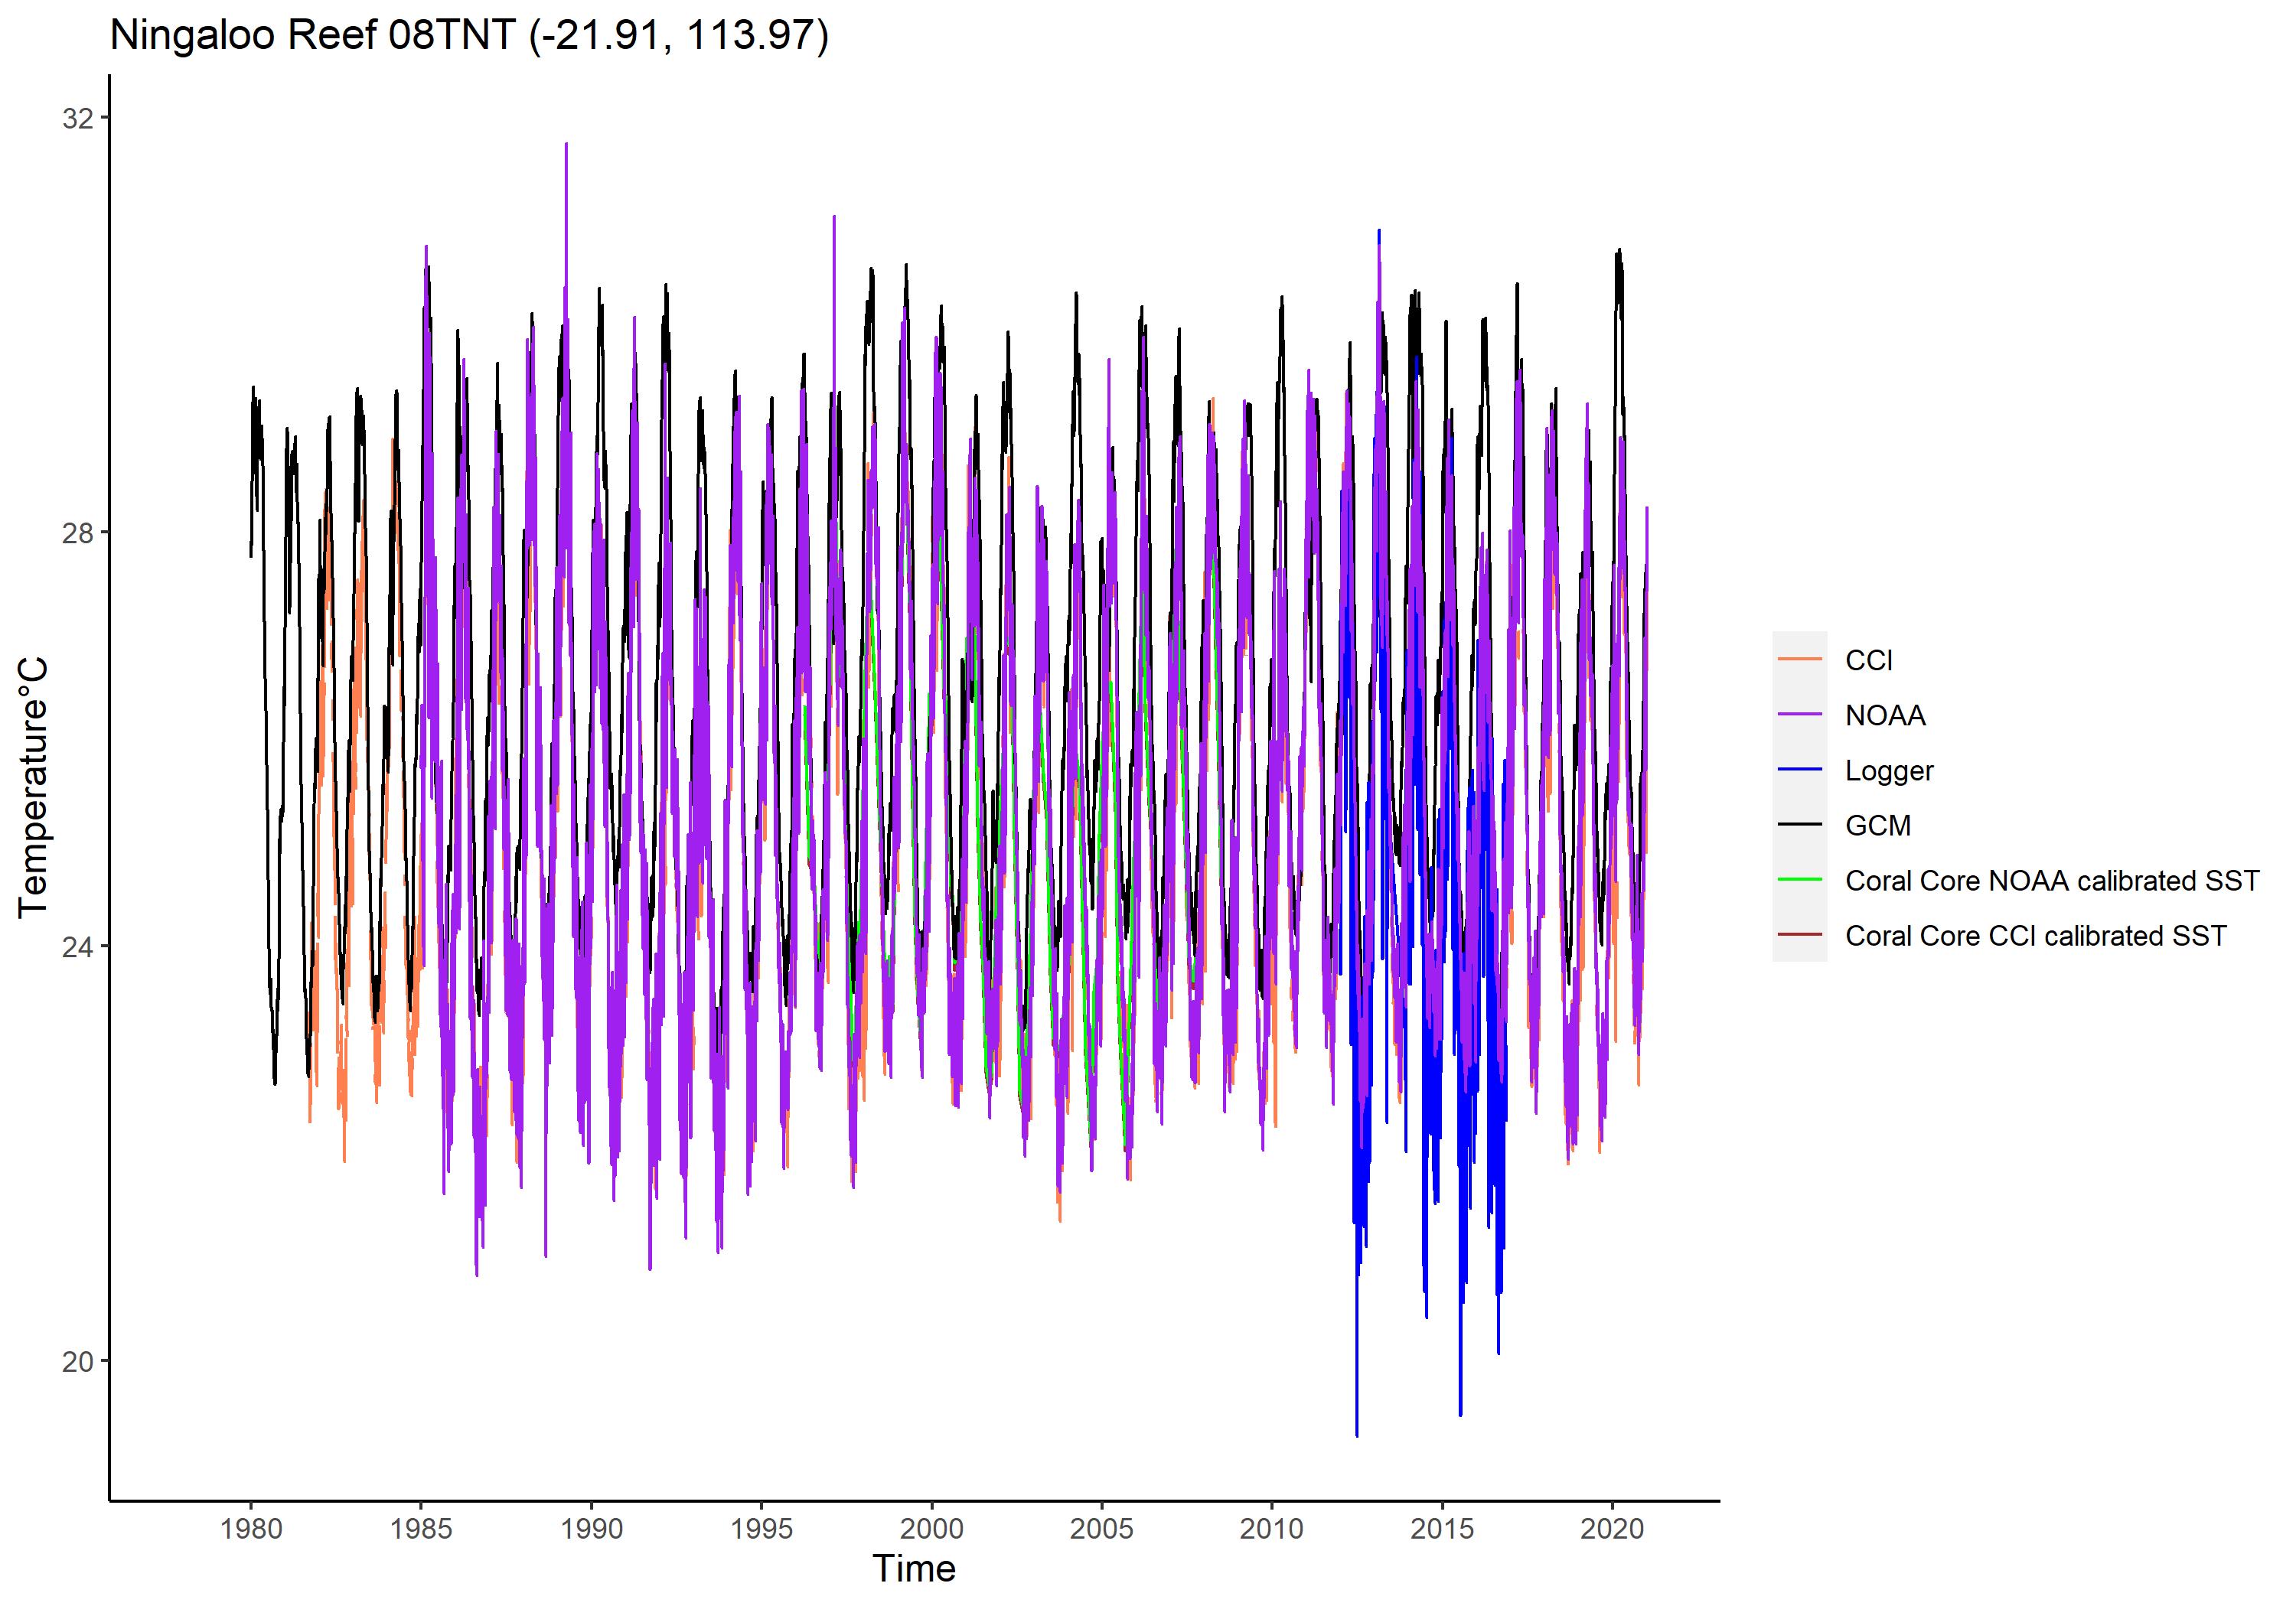 Ningaloo Reef 08TNT (-21.91, 113.97)
32
28
24
20
Temperature°C
1980 1985 1990 1995 2000 2005 2010 2015 2020
Time
CCI
NOAA
Logger
GCM
Coral Core NOAA calibrated SST
Coral Core CCI calibrated SST